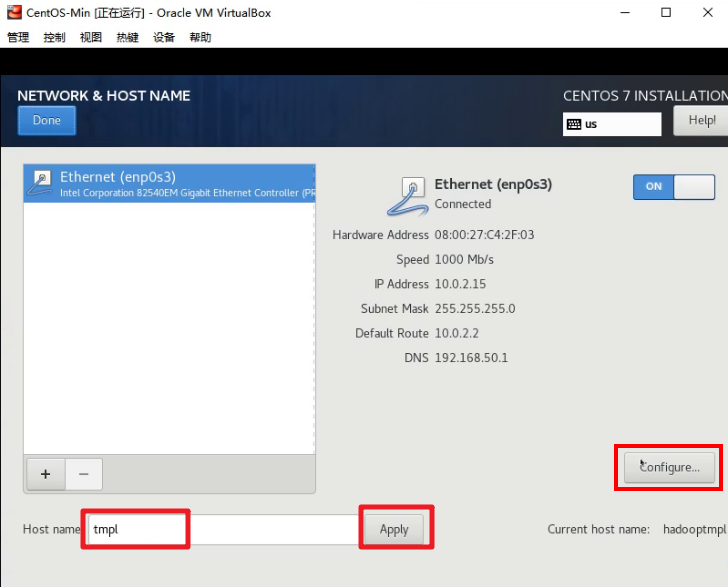 CentOS-Min [正在运行] - Oracle VM VirtualBox
管理 控制 视图 热键 设备 帮助
NETWORK & HOST NAME
CENTOS 7 INSTALLATION
Done
us
Help!
Ethernet (enp0s3)
Intel Corporation 82540EM Gigabit Ethernet Controller (PR
Ethernet (enp0s3)
Connected
ON
Hardware Address 08:00:27:C4:2F:03
Speed 1000 Mb/s
IP Address 10.0.2.15
Subnet Mask 255.255.255.0
Default Route 10.0.2.2
DNS 192.168.50.1
+ −
Configure...
Host name tmpl
Apply
Current host name: hadooptmpl